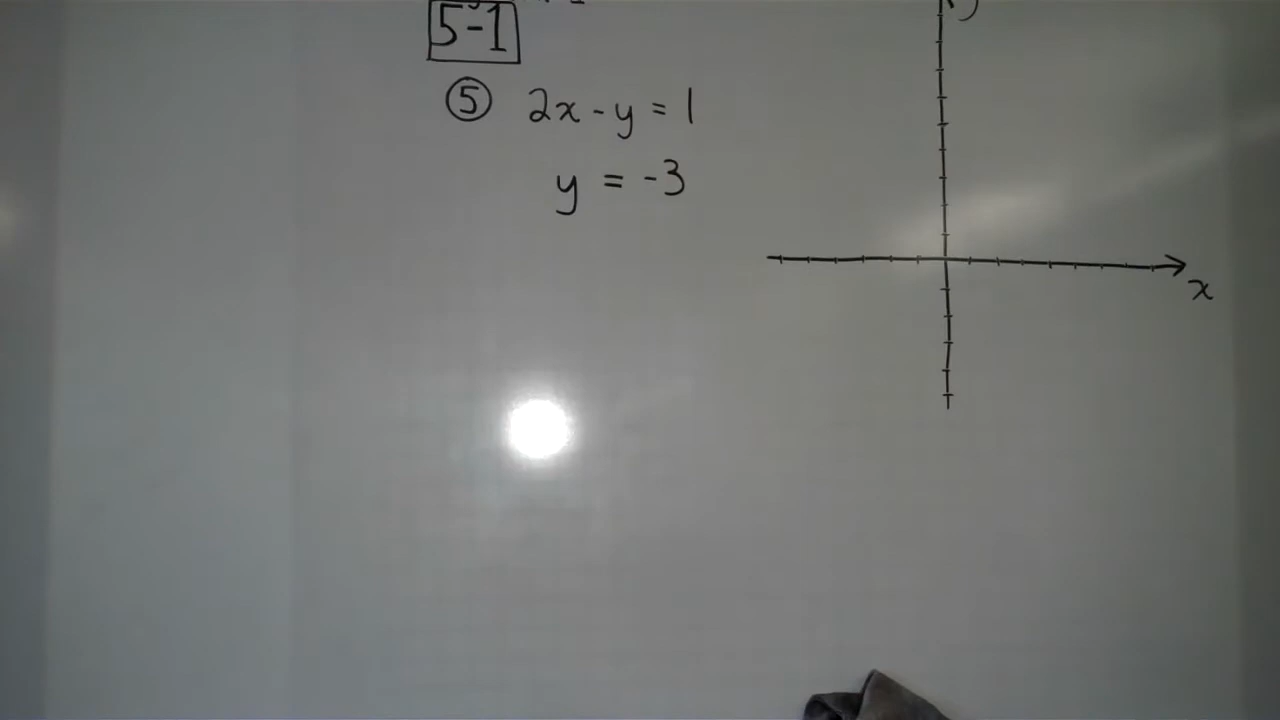 5-1
⑤ 2x - y = 1
y = -3
x